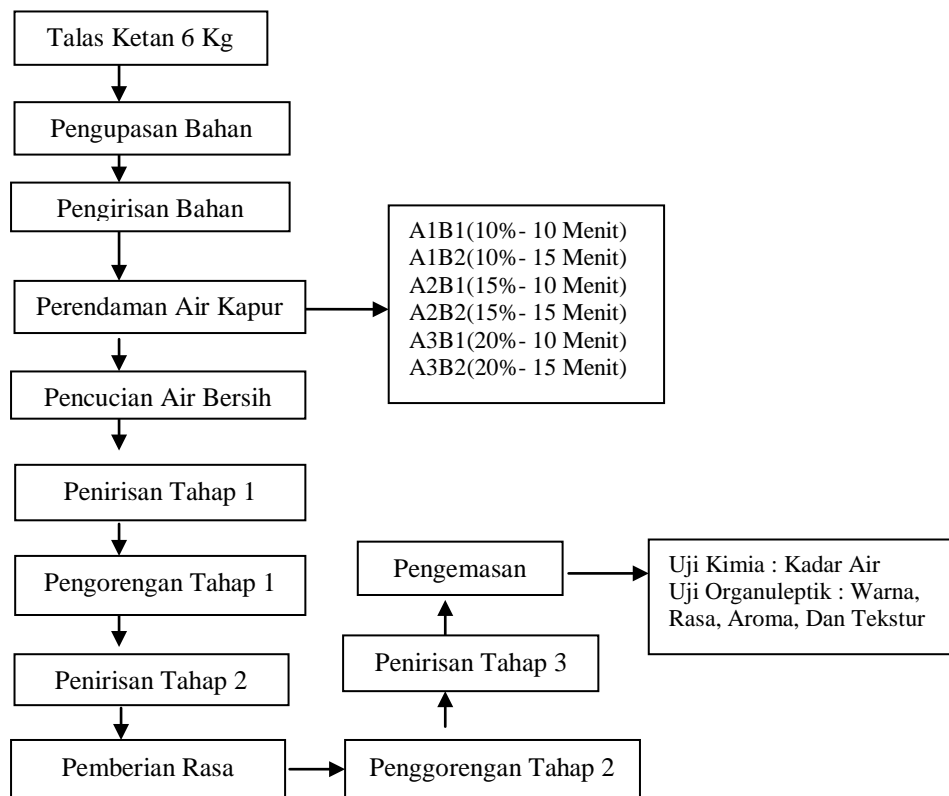 Talas Ketan 6 Kg
Pengupasan Bahan
Pengirisan Bahan
Perendaman Air Kapur
A1B1(10%- 10 Menit)
A1B2(10%- 15 Menit)
A2B1(15%- 10 Menit)
A2B2(15%- 15 Menit)
A3B1(20%- 10 Menit)
A3B2(20%- 15 Menit)
Pencucian Air Bersih
Penirisan Tahap 1
Pengorengan Tahap 1
Penirisan Tahap 2
Pemberian Rasa
Penggorengan Tahap 2
Penirisan Tahap 3
Pengemasan
Uji Kimia : Kadar Air
Uji Organuleptik : Warna,
Rasa, Aroma, Dan Tekstur